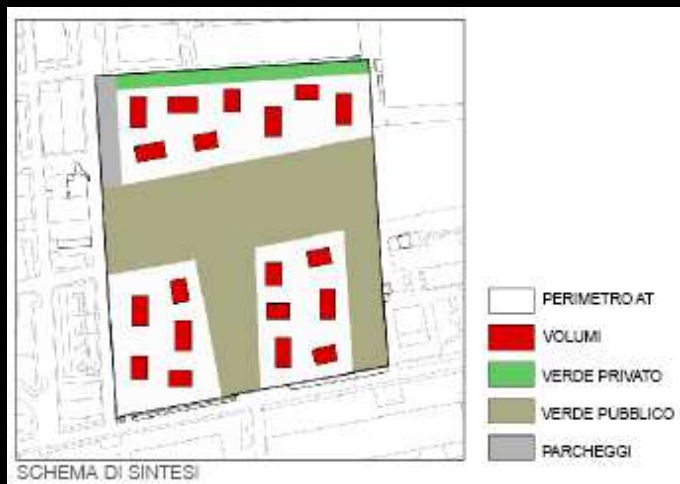 PERIMETRO AT
VOLUMI
VERDE PRIVATO
VERDE PUBBLICO
PARCHEGGI
SCHEMA DI SINTESI